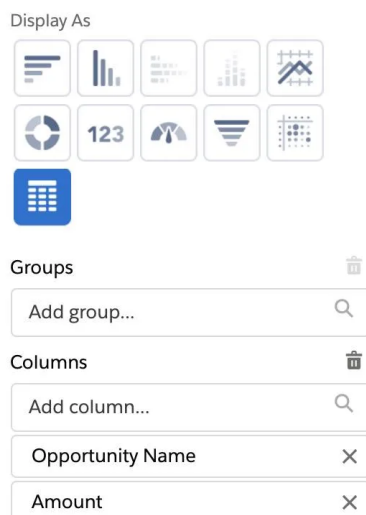 Display As
123
Groups
Add group...
Columns
Add column...
Opportunity Name
Amount